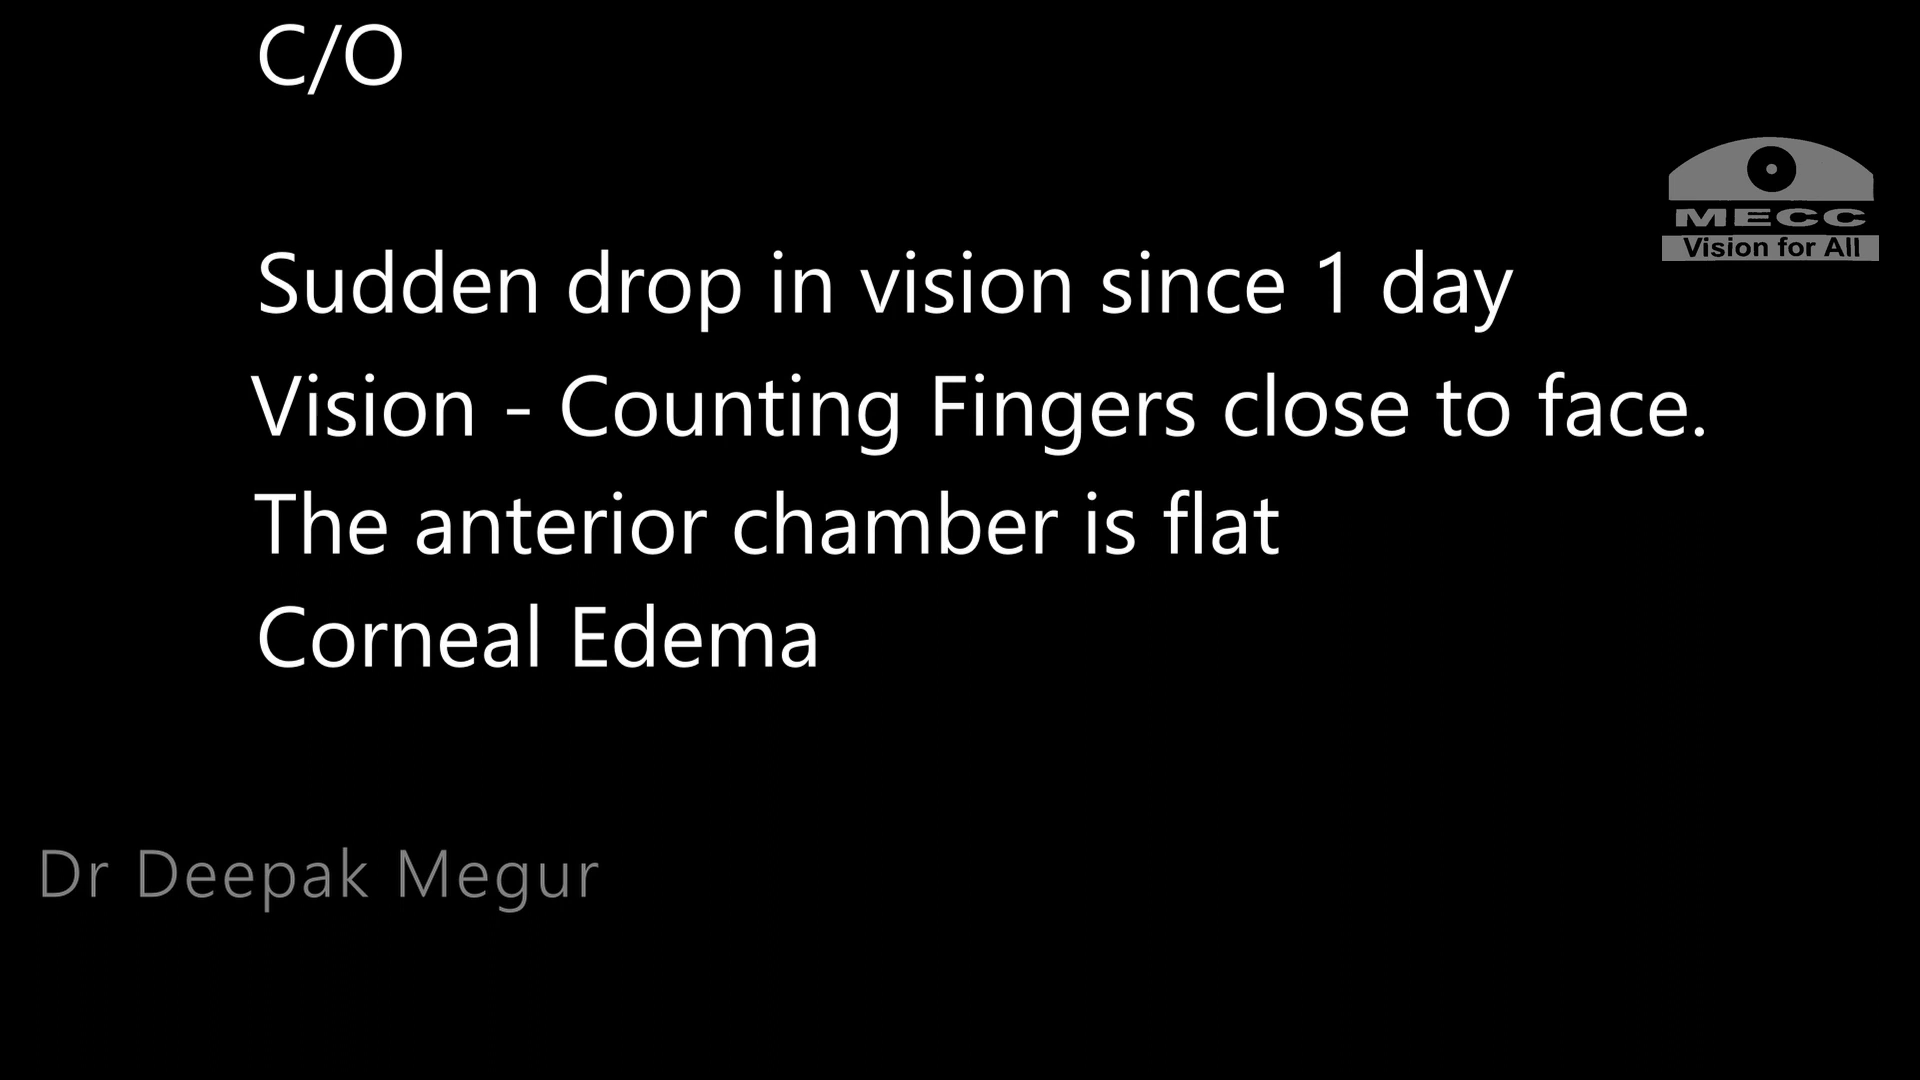 C/O
MECC
Vision for All
Sudden drop in vision since 1 day
Vision - Counting Fingers close to face.
The anterior chamber is flat
Corneal Edema
Dr Deepak Megur